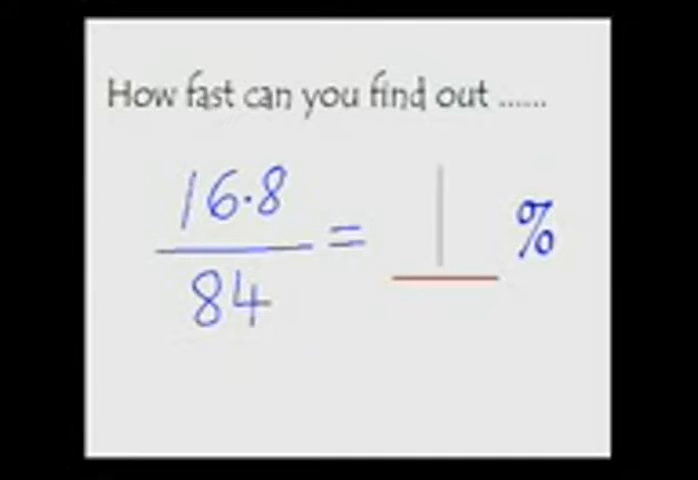 How fast can you find out ......
16.8
= %
84